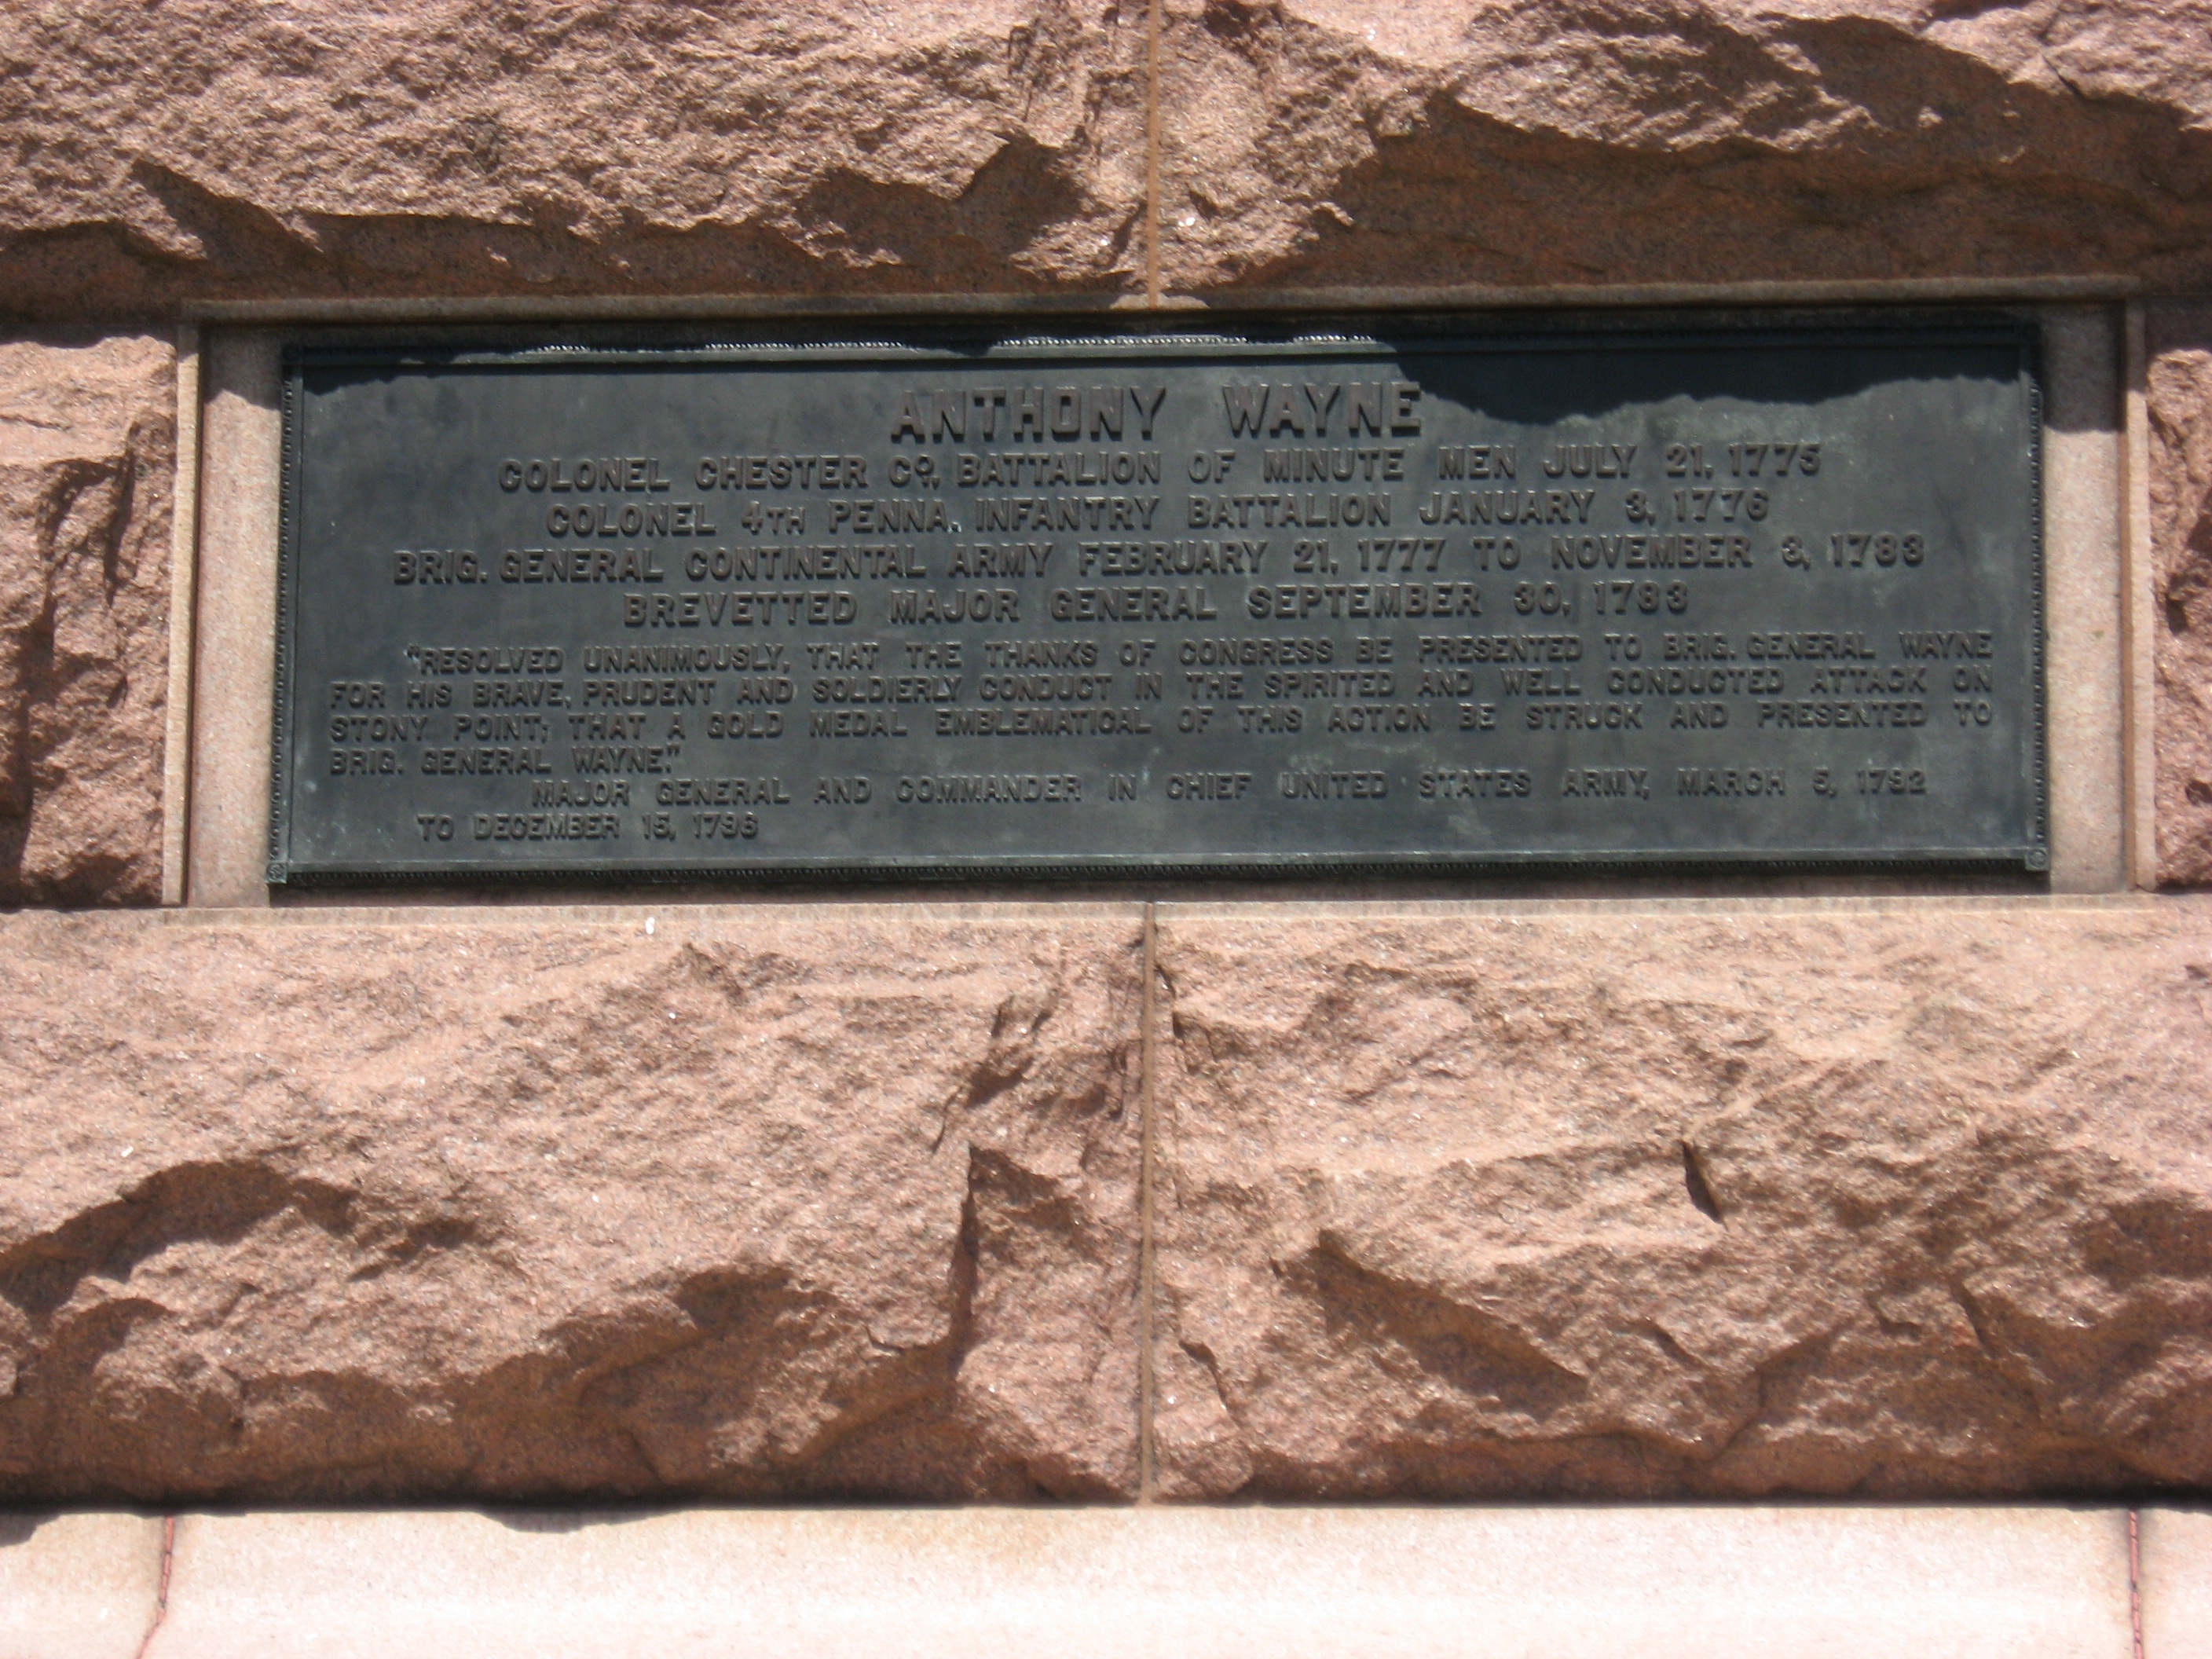 ANTHONY WAYNE
COLONEL CHESTER CO. BATTALION OF MINUTE MEN JULY 21, 1775
COLONEL 4TH PENNA. INFANTRY BATTALION JANUARY 3, 1776
BRIG. GENERAL CONTINENTAL ARMY FEBRUARY 21, 1777 TO NOVEMBER 3, 1783
BREVETTED MAJOR GENERAL SEPTEMBER 30, 1783
"RESOLVED UNANIMOUSLY, THAT THE THANKS OF CONGRESS BE PRESENTED TO BRIG. GENERAL WAYNE
FOR HIS BRAVE, PRUDENT AND SOLDIERLY CONDUCT IN THE SPIRITED AND WELL CONDUCTED ATTACK ON
STONY POINT; THAT A GOLD MEDAL EMBLEMATICAL OF THIS ACTION BE STRUCK AND PRESENTED TO
BRIG. GENERAL WAYNE."
MAJOR GENERAL AND COMMANDER IN CHIEF UNITED STATES ARMY, MARCH 5, 1792
TO DECEMBER 15, 1796